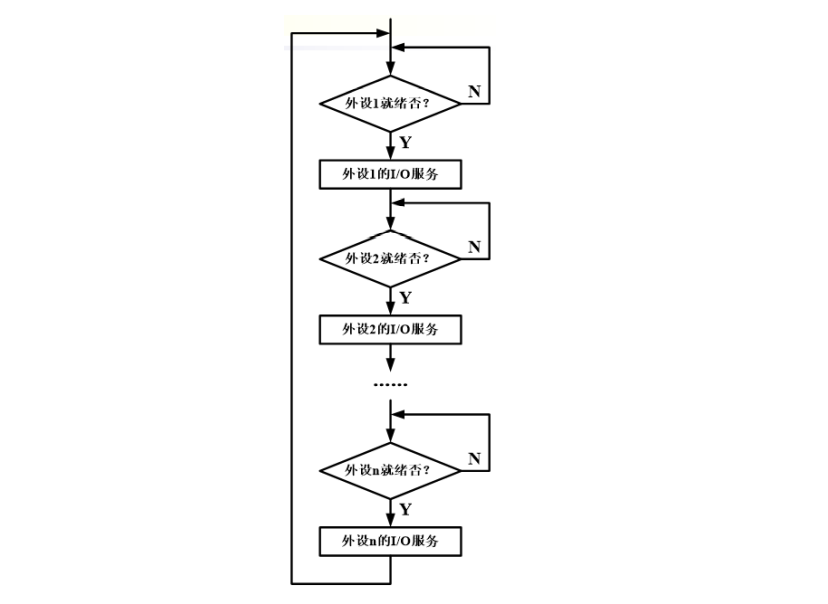 外设1就绪否？
N
Y
外设1的I/O服务
外设2就绪否？
N
Y
外设2的I/O服务
······
外设n就绪否？
N
Y
外设n的I/O服务